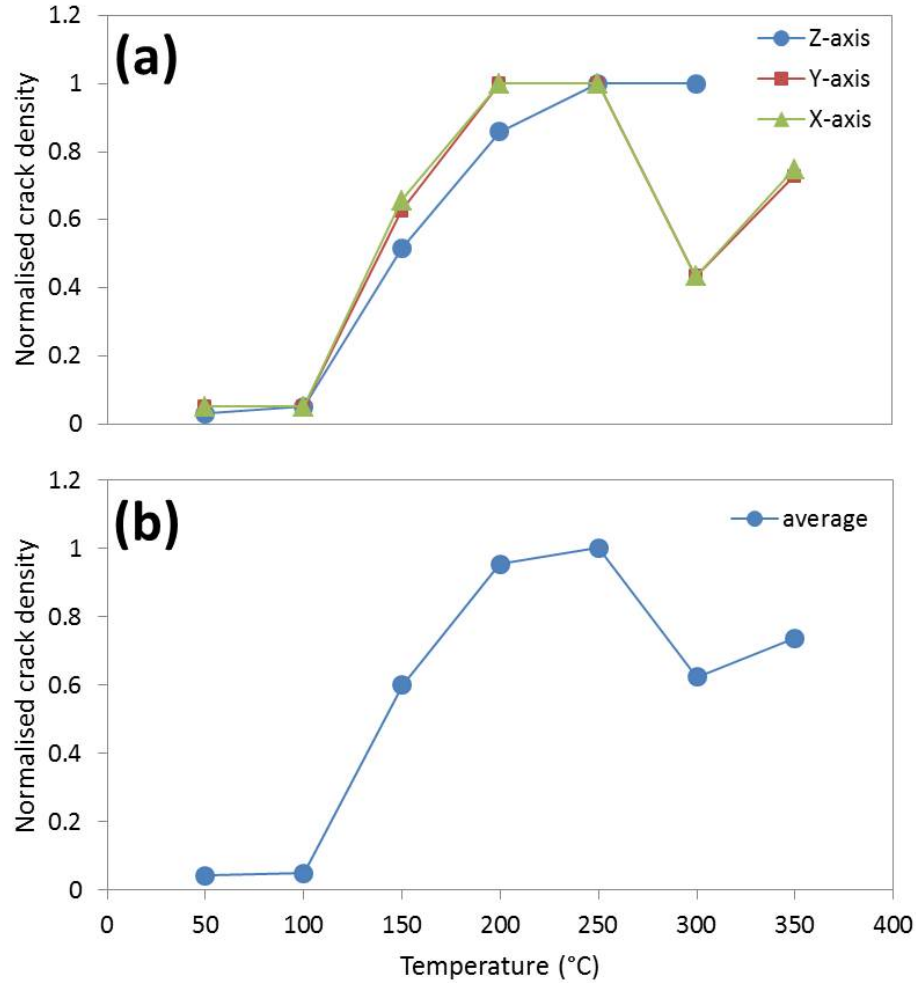 (a)
Normalised crack density
1.2
1
0.8
0.6
0.4
0.2
0
Z-axis
Y-axis
X-axis
(b)
Normalised crack density
1.2
1
0.8
0.6
0.4
0.2
0
average
0 50 100 150 200 250 300 350 400
Temperature (°C)